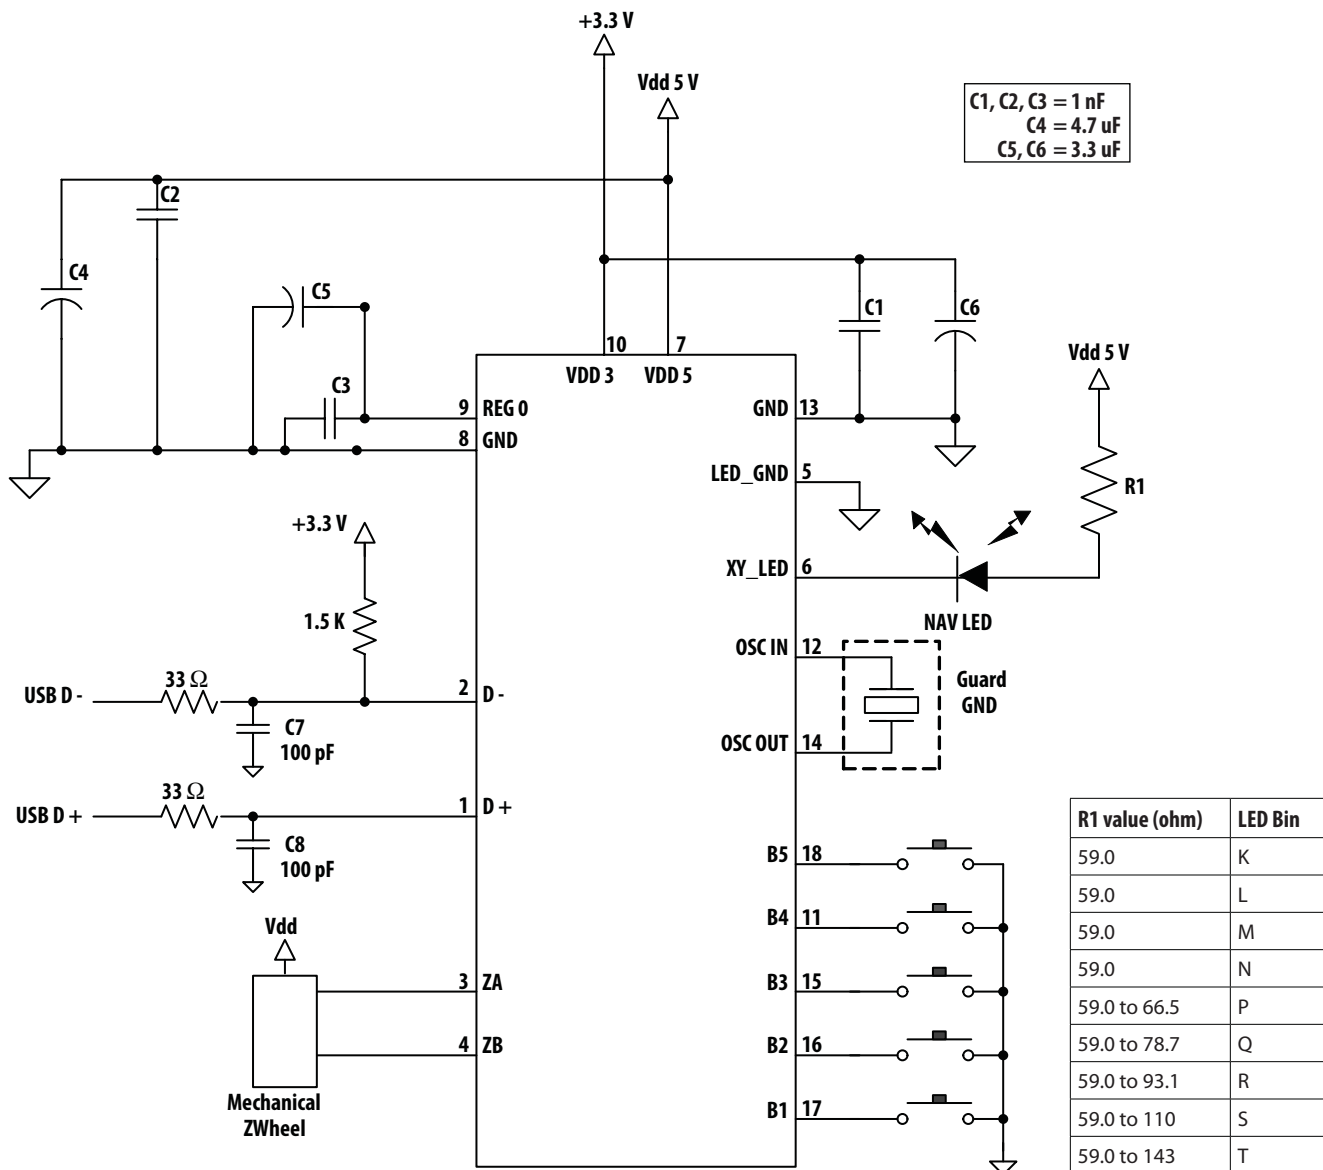 +3.3 V
Vdd 5 V
C1, C2, C3 = 1 nF
C4 = 4.7 uF
C5, C6 = 3.3 uF
C2
C4
C5
C1
C6
10
7
VDD 3
VDD 5
Vdd 5 V
C3
9
REG 0
GND
13
8
GND
LED_GND
5
R1
+3.3 V
XY_LED
6
1.5 K
NAV LED
OSC IN
12
33 Ω
Guard
GND
USB D -
2
D -
C7
100 pF
OSC OUT
14
33 Ω
USB D +
1
D +
C8
100 pF
B5
18
B4
11
Vdd
3
ZA
B3
15
4
ZB
B2
16
Mechanical
ZWheel
B1
17
R1 value (ohm) LED Bin
59.0 K
59.0 L
59.0 M
59.0 N
59.0 to 66.5 P
59.0 to 78.7 Q
59.0 to 93.1 R
59.0 to 110 S
59.0 to 143 T